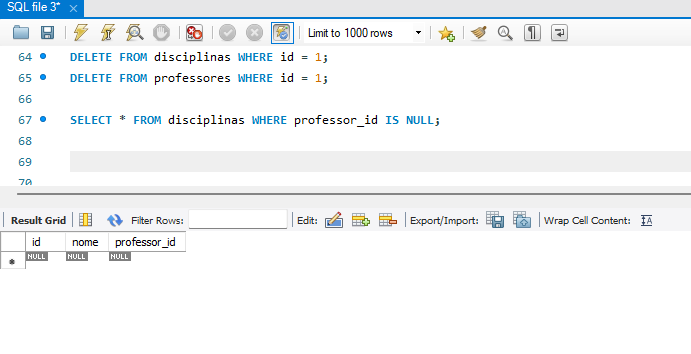 SQL file 3*
Limit to 1000 rows
64 DELETE FROM disciplinas WHERE id = 1;
65 DELETE FROM professores WHERE id = 1;
66
67 SELECT * FROM disciplinas WHERE professor_id IS NULL;
68
69
70
Result Grid Filter Rows: Edit: Export/Import: Wrap Cell Content: IA
id nome professor_id
NULL NULL NULL